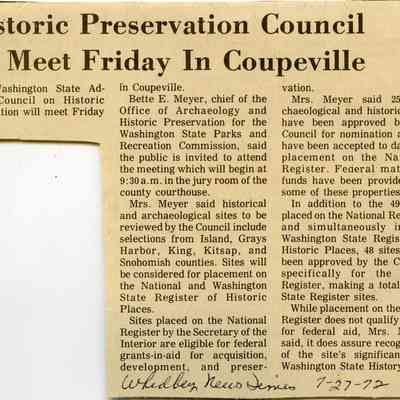 storic Preservation Council
Meet Friday In Coupeville
Washington State Ad-
Council on Historic
tion will meet Friday
in Coupeville.
Bette E. Meyer, chief of the
Office of Archaeology and
Historic Preservation for the
Washington State Parks and
Recreation Commission, said
the public is invited to attend
the meeting which will begin at
9:30 a.m. in the jury room of the
county courthouse.
Mrs. Meyer said historical
and archaeological sites to be
reviewed by the Council include
selections from Island, Grays
Harbor, King, Kitsap, and
Snohomish counties. Sites will
be considered for placement on
the National and Washington
State Register of Historic
Places.
Sites placed on the National
Register by the Secretary of the
Interior are eligible for federal
grants-in-aid for acquisition,
development, and preser-
vation.
Mrs. Meyer said 25
chaeological and historic
have been approved b
Council for nomination a
have been accepted to da
placement on the Nat
Register. Federal mat
funds have been provide
some of these properties
In addition to the 49
placed on the National Re
and simultaneously in
Washington State Regis
Historic Places, 48 sites
been approved by the C
specifically for the
Register, making a total
State Register sites.
While placement on the
Register does not qualify
for federal aid, Mrs. M
said, it does assure recog
of the site's significan
Washington State History
Whidbey News Times 7-27-72